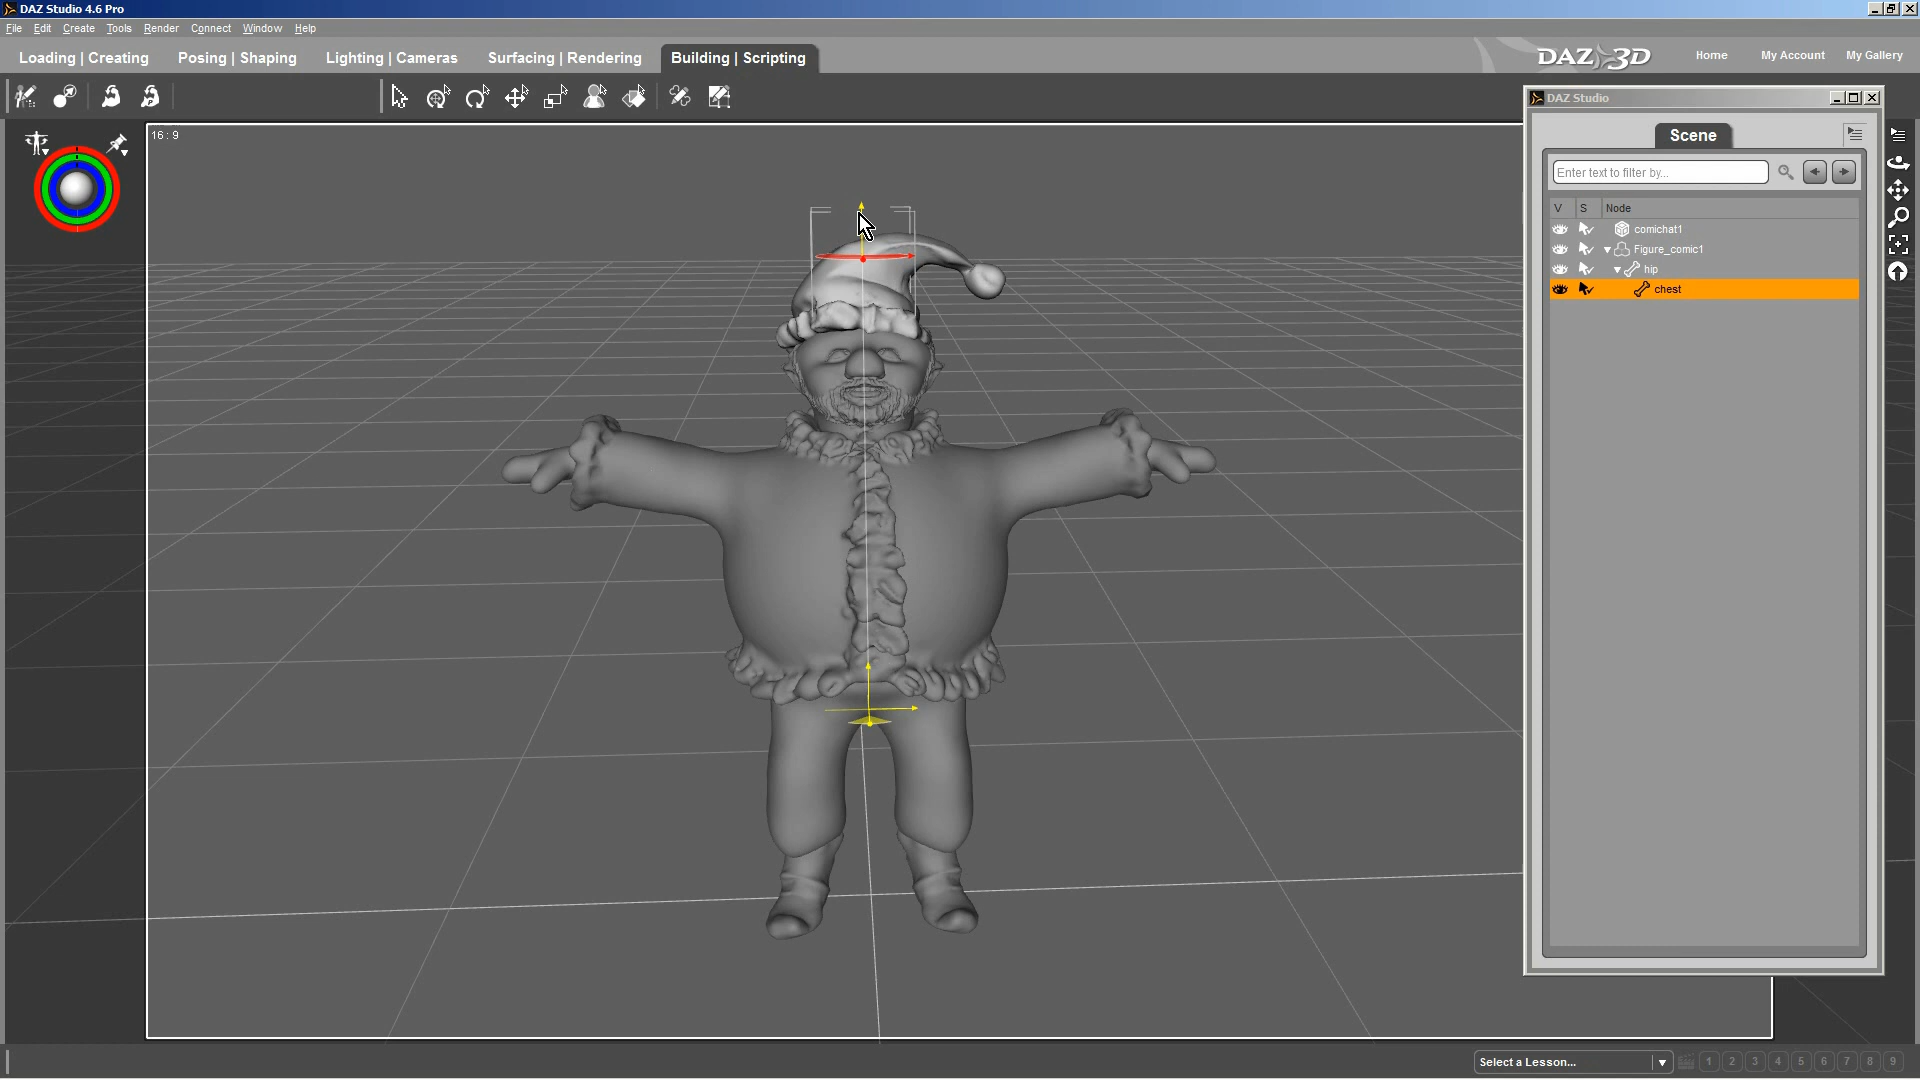 DAZ Studio 4.6 Pro
File Edit Create Tools Render Connect Window Help
Loading | Creating Posing | Shaping Lighting | Cameras Surfacing | Rendering Building | Scripting
DAZ 3D Home My Account My Gallery
16 : 9
DAZ Studio
Scene
Enter text to filter by...
V S Node
comichat1
Figure_comic1
hip
chest
Select a Lesson... 1 2 3 4 5 6 7 8 9